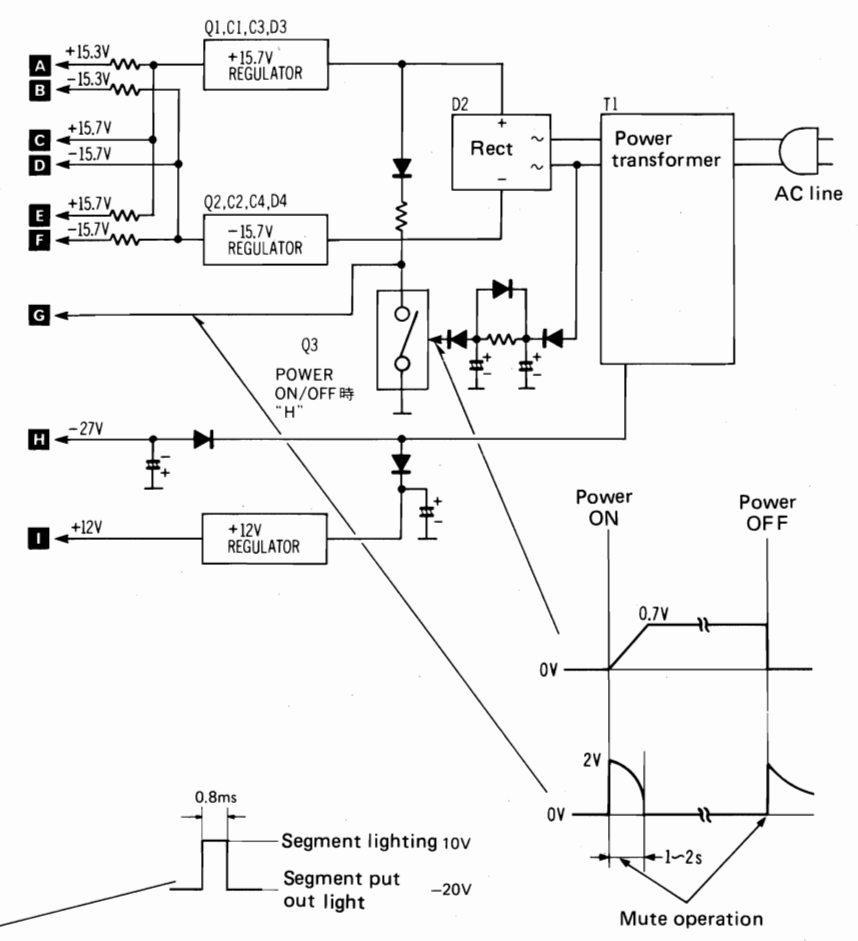 Q1,C1,C3,D3
A +15.3V
+15.7V
REGULATOR
B −15.3V
D2
T1
C +15.7V
D −15.7V
+
Rect
~
~
−
Power
transformer
AC line
E +15.7V
F −15.7V
Q2,C2,C4,D4
−15.7V
REGULATOR
G
Q3
POWER
ON/OFF時
"H"
+
−
+
−
H −27V
−
+
+
−
I +12V
+12V
REGULATOR
Power
ON
Power
OFF
0.7V
0V
2V
0V
1~2s
Mute operation
0.8ms
Segment lighting 10V
Segment put
out light
−20V